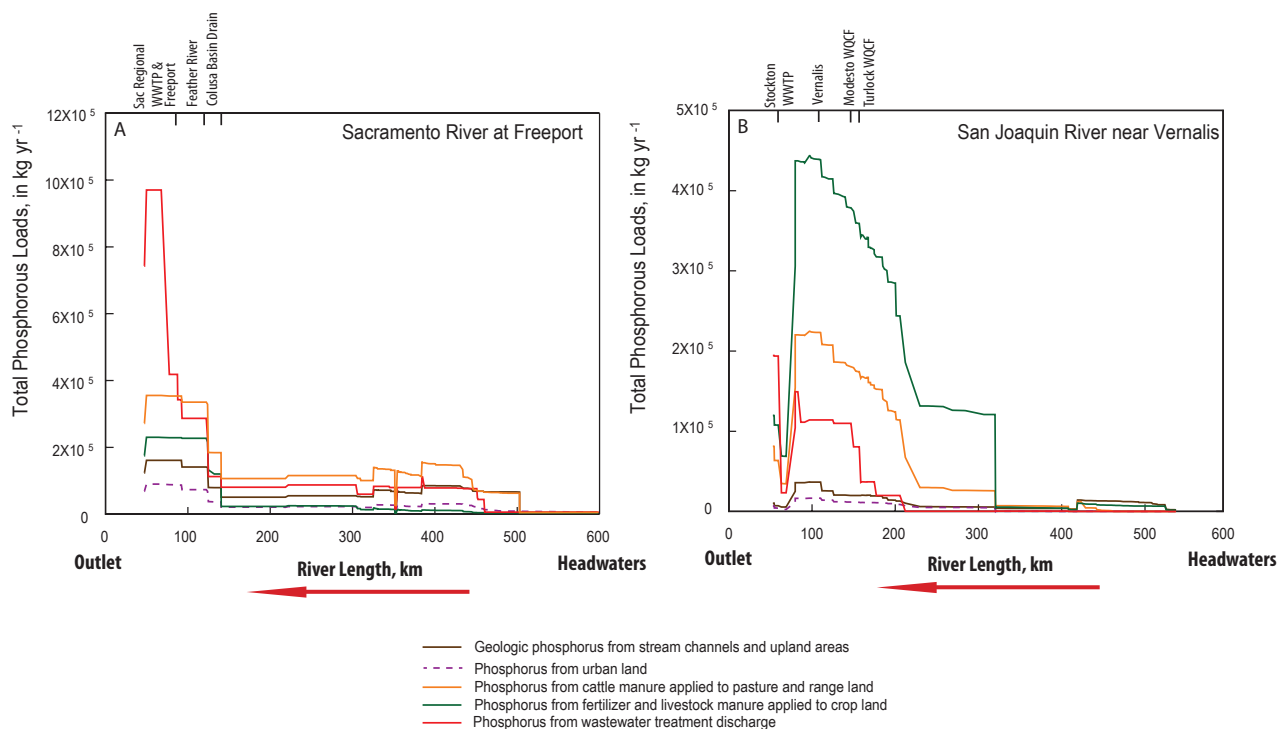 Sac Regional
WWTP &
Freeport
Feather River
Colusa Basin Drain
A
Sacramento River at Freeport
Total Phosphorous Loads, in kg yr -1
12X10 5
10X10 5
8X10 5
6X10 5
4X10 5
2X10 5
0
0 100 200 300 400 500 600
Outlet
River Length, km
Headwaters
Stockton
WWTP
Vernalis
Modesto WQCF
Turlock WQCF
B
San Joaquin River near Vernalis
Total Phosphorous Loads, in kg yr -1
5X10 5
4X10 5
3X10 5
2X10 5
1X10 5
0
0 100 200 300 400 500 600
Outlet
River Length, km
Headwaters
Geologic phosphorus from stream channels and upland areas
Phosphorus from urban land
Phosphorus from cattle manure applied to pasture and range land
Phosphorus from fertilizer and livestock manure applied to crop land
Phosphorus from wastewater treatment discharge